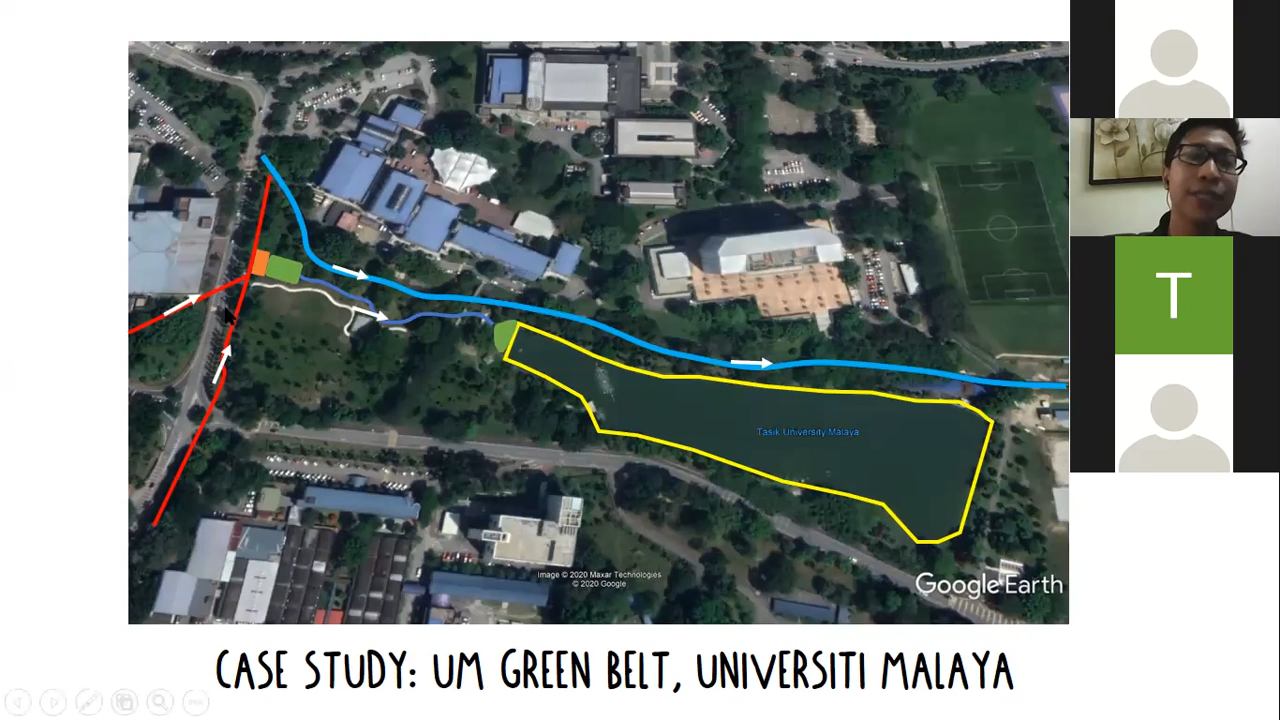 T
Tasik University Malaya
Image © 2020 Maxar Technologies
© 2020 Google
Google Earth
CASE STUDY: UM GREEN BELT, UNIVERSITI MALAYA